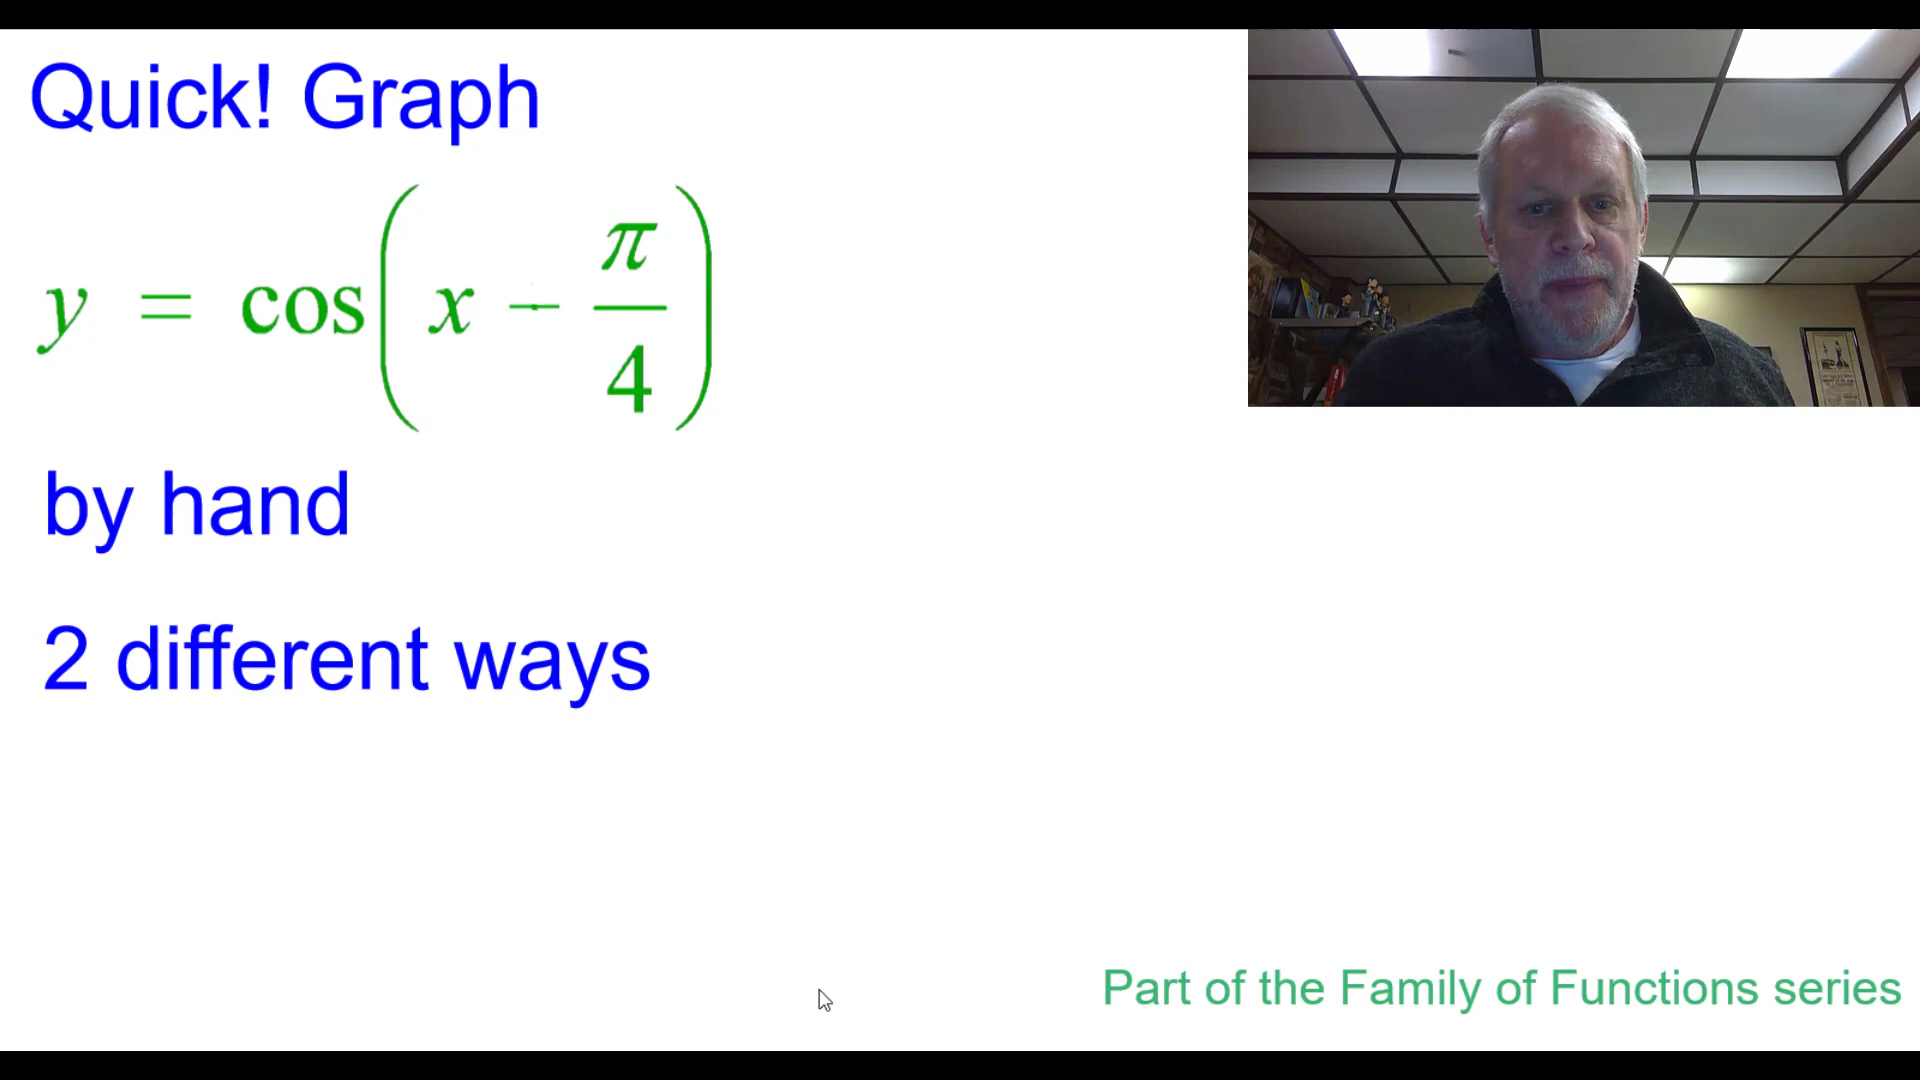 Quick! Graph
y = cos(x − π/4)
by hand
2 different ways
Part of the Family of Functions series